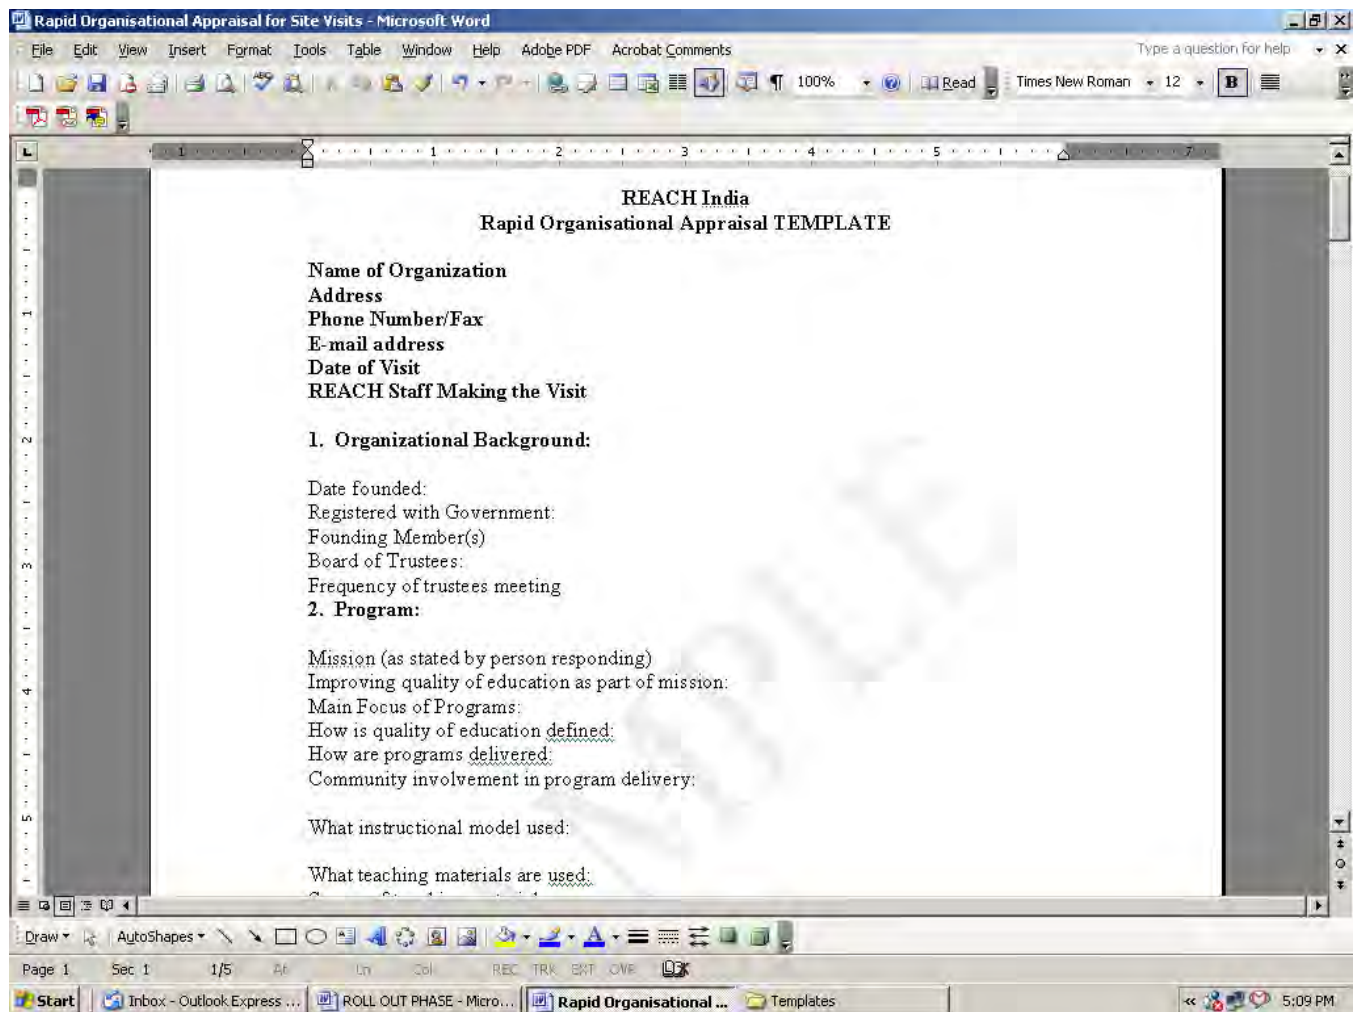 Rapid Organisational Appraisal for Site Visits - Microsoft Word
File Edit View Insert Format Tools Table Window Help Adobe PDF Acrobat Comments Type a question for help
100% Read Times New Roman 12 B
1 1 2 3 4 5 7
REACH India
Rapid Organisational Appraisal TEMPLATE
Name of Organization
Address
Phone Number/Fax
E-mail address
Date of Visit
REACH Staff Making the Visit
1. Organizational Background:
Date founded:
Registered with Government:
Founding Member(s)
Board of Trustees:
Frequency of trustees meeting
2. Program:
Mission (as stated by person responding)
Improving quality of education as part of mission:
Main Focus of Programs:
How is quality of education defined:
How are programs delivered:
Community involvement in program delivery:
What instructional model used:
What teaching materials are used:
Draw AutoShapes
Page 1 Sec 1 1/5 At Ln Col REC TRK EXT OVR
Start Inbox - Outlook Express ... ROLL OUT PHASE - Micro... Rapid Organisational ... Templates 5:09 PM